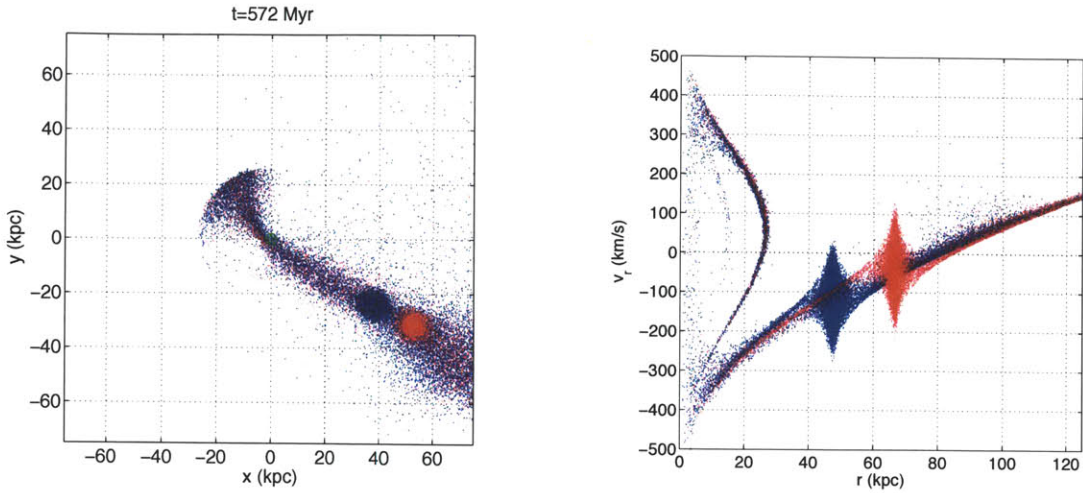 t=572 Myr
60
40
20
0
−20
−40
−60
y (kpc)
−60 −40 −20 0 20 40 60
x (kpc)
500
400
300
200
100
0
−100
−200
−300
−400
−500
v_r (km/s)
0 20 40 60 80 100 120
r (kpc)